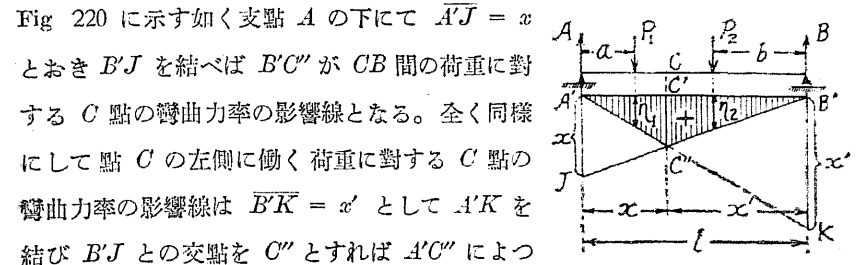 Fig 220 に示す如く支點 A の下にて A̅'̅J̅ = x
とおき B'J を結べば B'C'' が CB 間の荷重に對
する C 點の彎曲力率の影響線となる。全く同樣
にして點 C の左側に働く荷重に對する C 點の
彎曲力率の影響線は B̅'̅K̅ = x' として A'K を
結び B'J との交點を C'' とすれば A'C'' によつ
A P₁ P₂ B
a C b
C'
A' η₁ + η₂ B'
x C'' x'
J
x x'
K
l